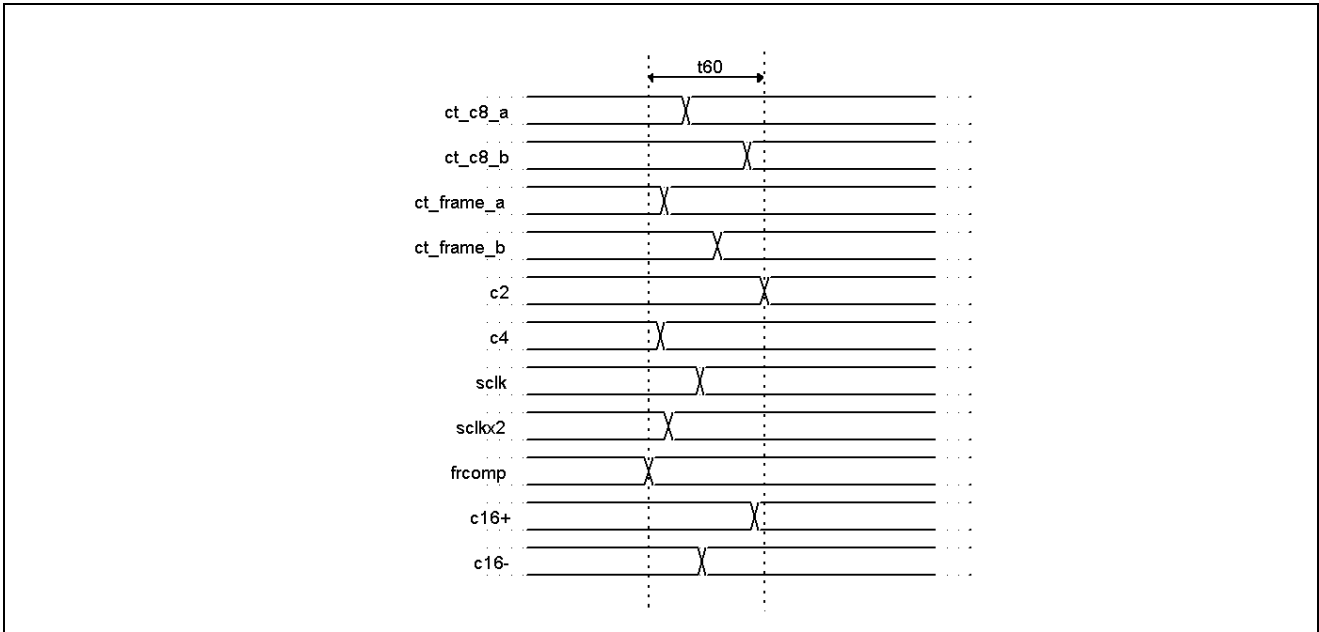 t60
ct_c8_a
ct_c8_b
ct_frame_a
ct_frame_b
c2
c4
sclk
sclkx2
frcomp
c16+
c16-